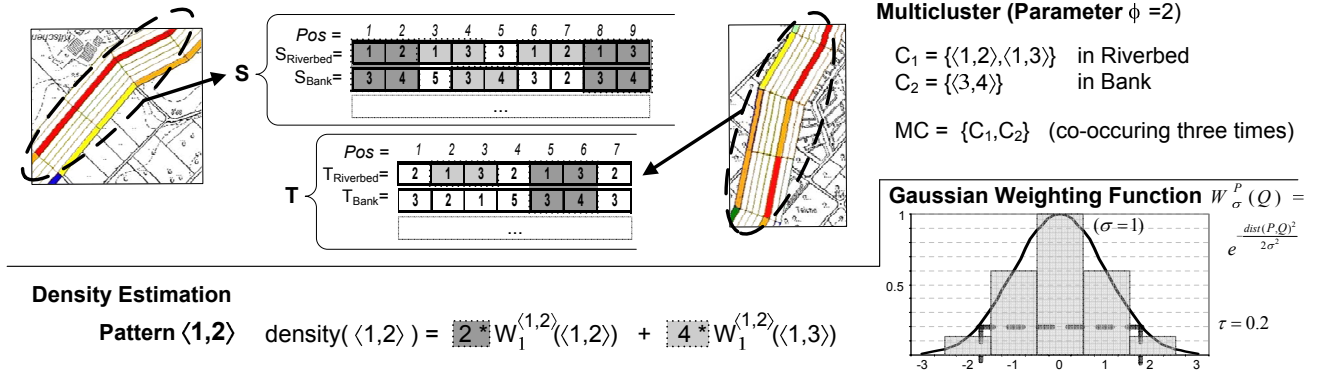 Pos = 1 2 3 4 5 6 7 8 9
S
S_Riverbed= 1 2 1 3 3 1 2 1 3
S_Bank= 3 4 5 3 4 3 2 3 4
...
Pos = 1 2 3 4 5 6 7
T
T_Riverbed= 2 1 3 2 1 3 2
T_Bank= 3 2 1 5 3 4 3
...
Multicluster (Parameter ϕ =2)
C₁ = {⟨1,2⟩,⟨1,3⟩} in Riverbed
C₂ = {⟨3,4⟩} in Bank
MC = {C₁,C₂} (co-occuring three times)
Gaussian Weighting Function W_σ^P (Q) =
e^{-dist(P,Q)²/2σ²}
(σ=1)
1
0.5
τ = 0.2
-3 -2 -1 0 1 2 3
Density Estimation
Pattern ⟨1,2⟩ density( ⟨1,2⟩ ) = 2 * W₁^⟨1,2⟩(⟨1,2⟩) + 4 * W₁^⟨1,2⟩(⟨1,3⟩)